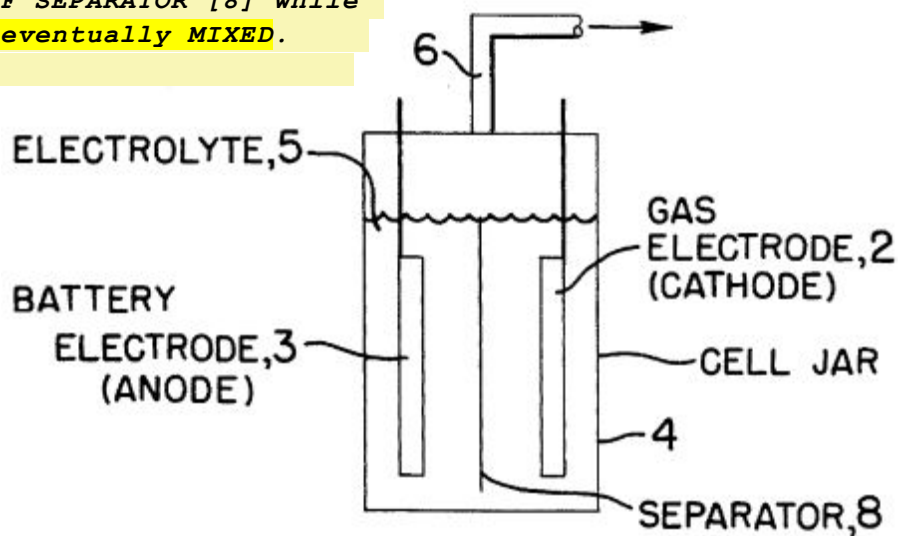 F SEPARATOR [8] while
eventually MIXED.
6
ELECTROLYTE,5
GAS
ELECTRODE,2
(CATHODE)
BATTERY
ELECTRODE,3
(ANODE)
CELL JAR
4
SEPARATOR,8